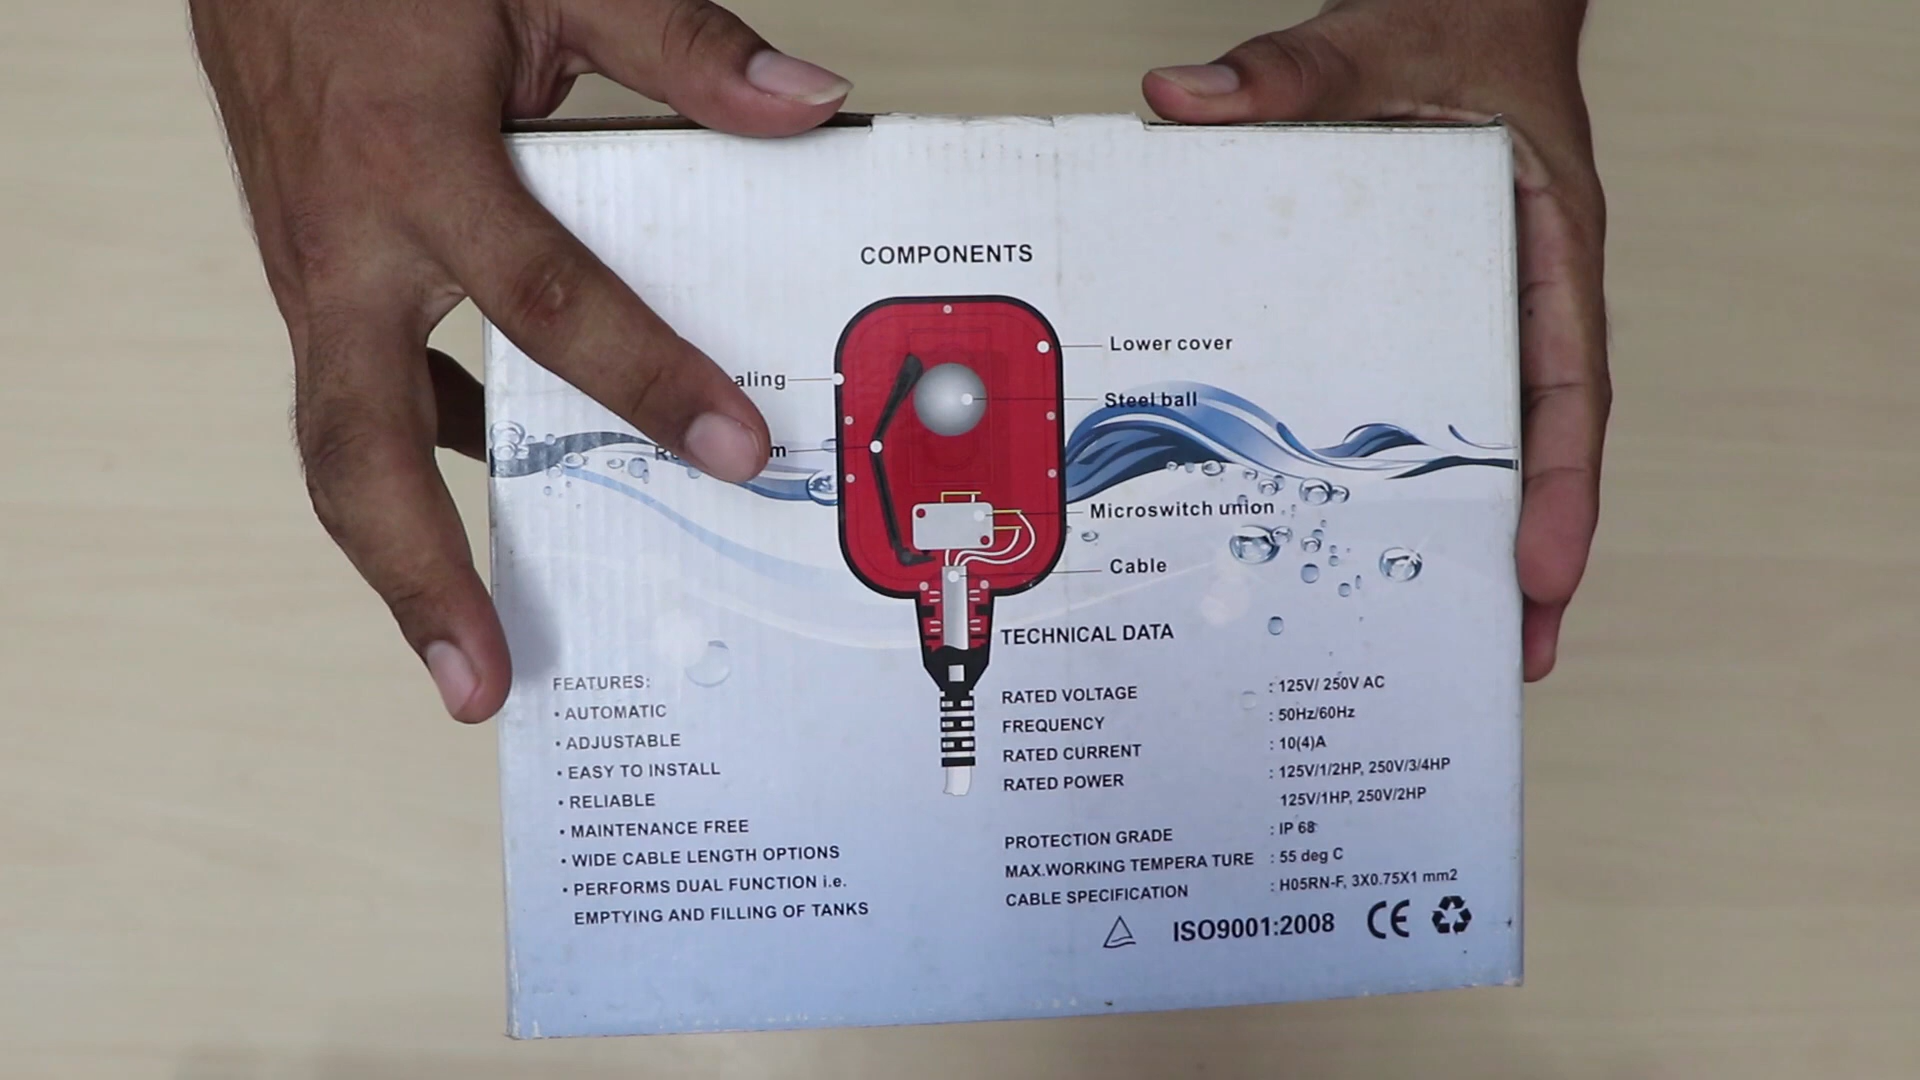 COMPONENTS
Lower cover
aling
Steel ball
m
Microswitch union
Cable
TECHNICAL DATA
FEATURES:
• AUTOMATIC
• ADJUSTABLE
• EASY TO INSTALL
• RELIABLE
• MAINTENANCE FREE
• WIDE CABLE LENGTH OPTIONS
• PERFORMS DUAL FUNCTION i.e.
EMPTYING AND FILLING OF TANKS
RATED VOLTAGE : 125V/ 250V AC
FREQUENCY : 50Hz/60Hz
RATED CURRENT : 10(4)A
RATED POWER : 125V/1/2HP, 250V/3/4HP
125V/1HP, 250V/2HP
PROTECTION GRADE : IP 68
MAX.WORKING TEMPERA TURE : 55 deg C
CABLE SPECIFICATION : H05RN-F, 3X0.75X1 mm2
ISO9001:2008 CE